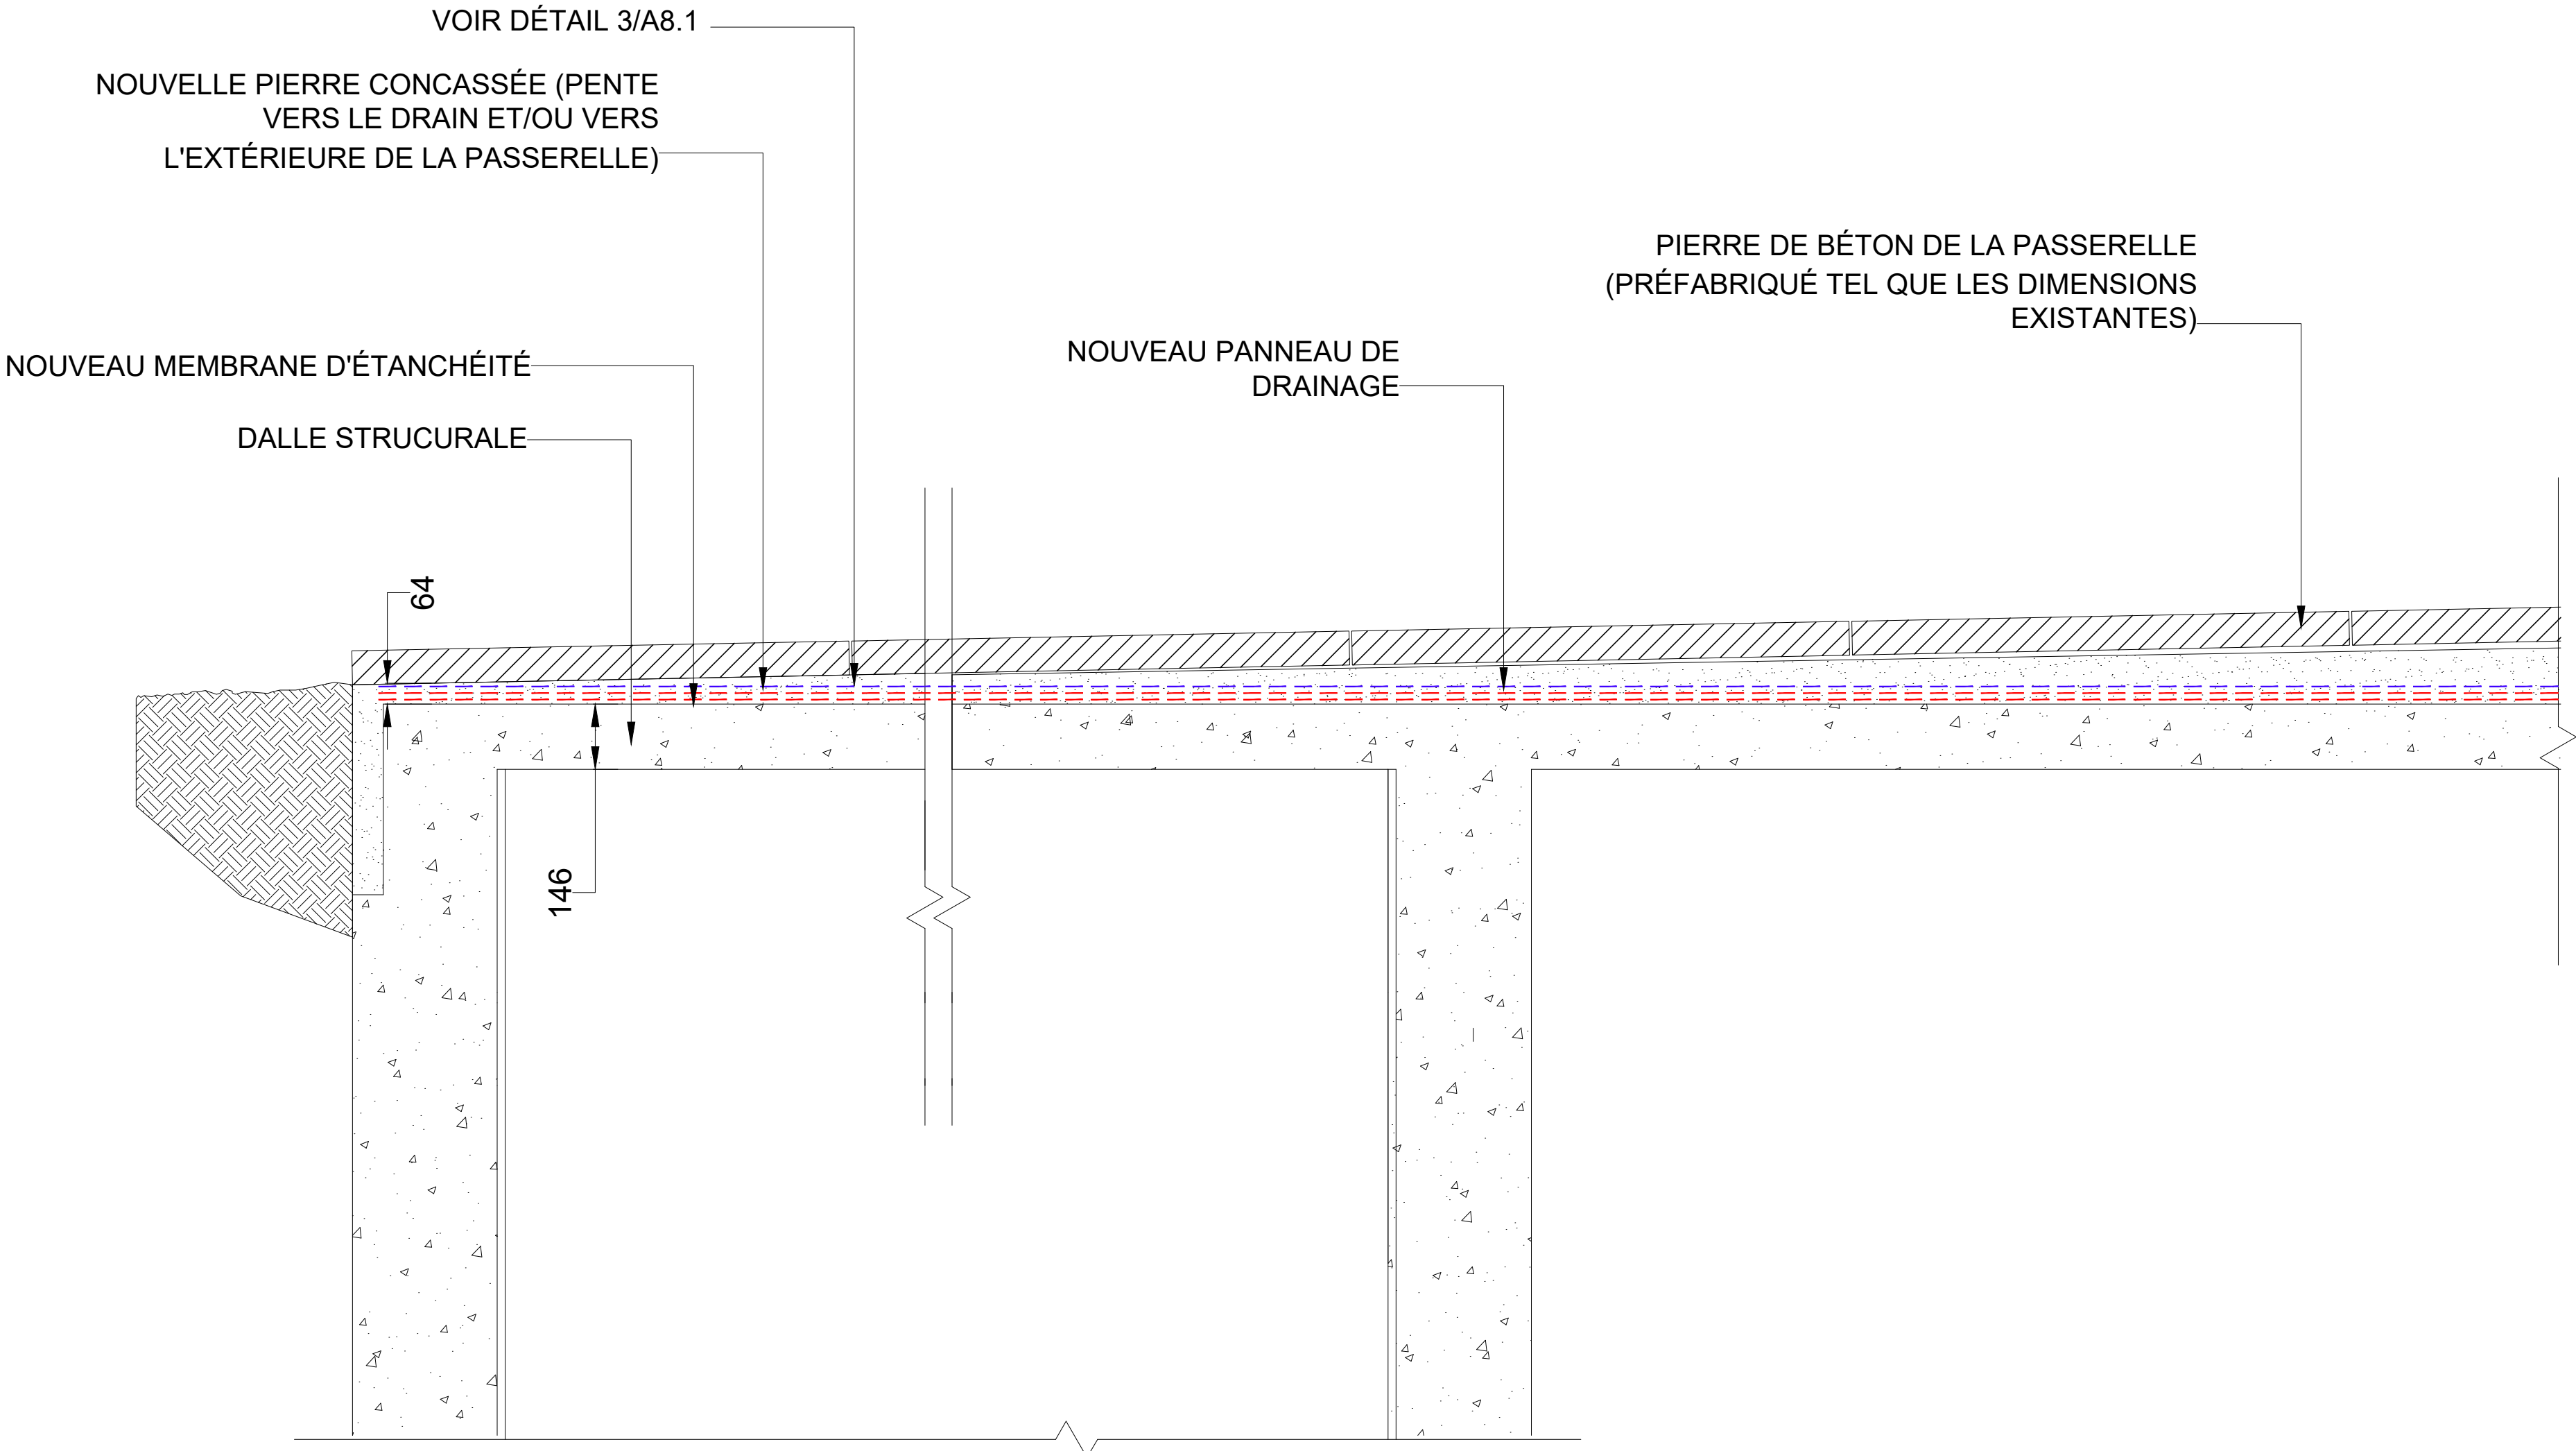 VOIR DÉTAIL 3/A8.1
NOUVELLE PIERRE CONCASSÉE (PENTE
VERS LE DRAIN ET/OU VERS
L'EXTÉRIEURE DE LA PASSERELLE)
PIERRE DE BÉTON DE LA PASSERELLE
(PRÉFABRIQUÉ TEL QUE LES DIMENSIONS
EXISTANTES)
NOUVEAU PANNEAU DE
DRAINAGE
NOUVEAU MEMBRANE D'ÉTANCHÉITÉ
DALLE STRUCURALE
64
146